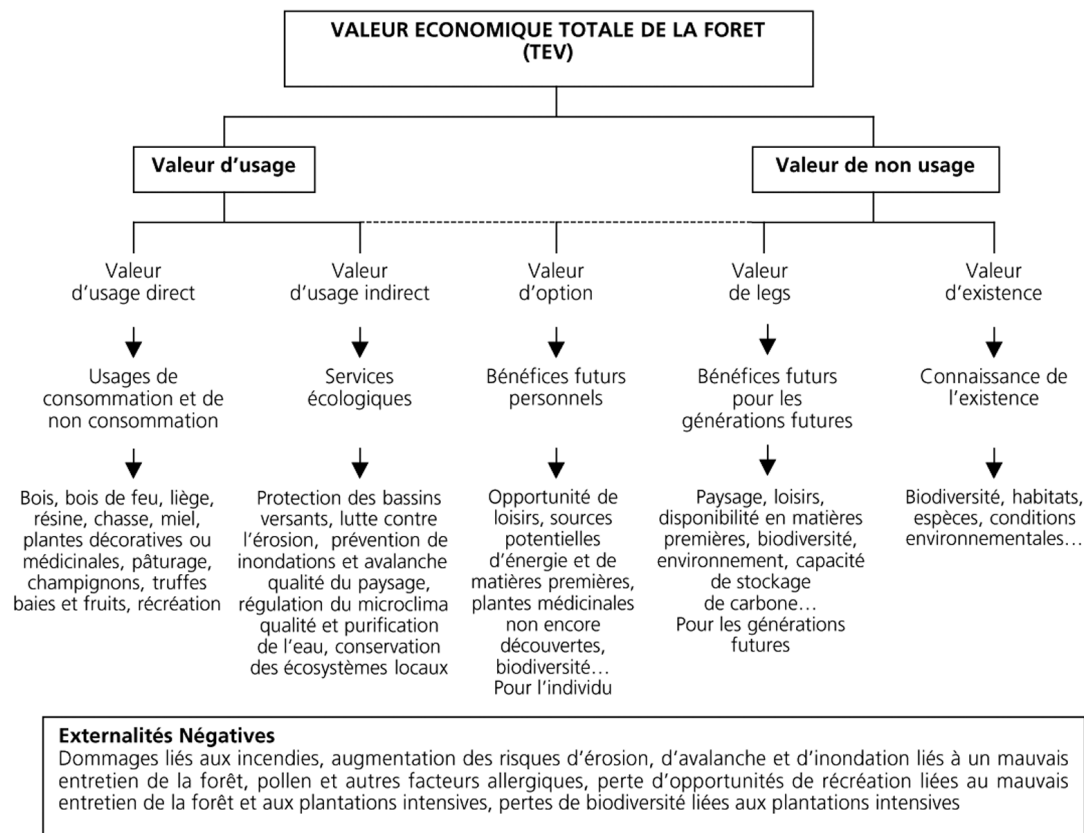 VALEUR ECONOMIQUE TOTALE DE LA FORET
(TEV)
Valeur d'usage
Valeur de non usage
Valeur
d'usage direct
Valeur
d'usage indirect
Valeur
d'option
Valeur
de legs
Valeur
d'existence
Usages de
consommation et de
non consommation
Services
écologiques
Bénéfices futurs
personnels
Bénéfices futurs
pour les
générations futures
Connaissance de
l'existence
Bois, bois de feu, liège,
résine, chasse, miel,
plantes décoratives ou
médicinales, pâturage,
champignons, truffes
baies et fruits, récréation
Protection des bassins
versants, lutte contre
l'érosion, prévention de
inondations et avalanche
qualité du paysage,
régulation du microclima
qualité et purification
de l'eau, conservation
des écosystèmes locaux
Opportunité de
loisirs, sources
potentielles
d'énergie et de
matières premières,
plantes médicinales
non encore
découvertes,
biodiversité...
Pour l'individu
Paysage, loisirs,
disponibilité en matières
premières, biodiversité,
environnement, capacité
de stockage
de carbone...
Pour les générations
futures
Biodiversité, habitats,
espèces, conditions
environnementales...
Externalités Négatives
Dommages liés aux incendies, augmentation des risques d'érosion, d'avalanche et d'inondation liés à un mauvais
entretien de la forêt, pollen et autres facteurs allergiques, perte d'opportunités de récréation liées au mauvais
entretien de la forêt et aux plantations intensives, pertes de biodiversité liées aux plantations intensives